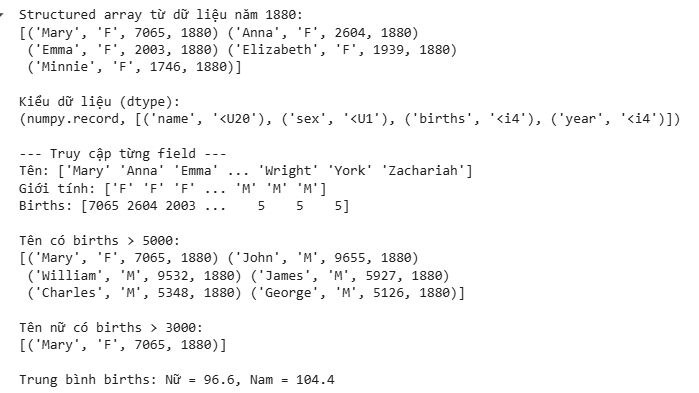 Structured array từ dữ liệu năm 1880:
[('Mary', 'F', 7065, 1880) ('Anna', 'F', 2604, 1880)
('Emma', 'F', 2003, 1880) ('Elizabeth', 'F', 1939, 1880)
('Minnie', 'F', 1746, 1880)]
Kiểu dữ liệu (dtype):
(numpy.record, [('name', '<U20'), ('sex', '<U1'), ('births', '<i4'), ('year', '<i4')])
--- Truy cập từng field ---
Tên: ['Mary' 'Anna' 'Emma' ... 'Wright' 'York' 'Zachariah']
Giới tính: ['F' 'F' 'F' ... 'M' 'M' 'M']
Births: [7065 2604 2003 ...    5    5    5]
Tên có births > 5000:
[('Mary', 'F', 7065, 1880) ('John', 'M', 9655, 1880)
('William', 'M', 9532, 1880) ('James', 'M', 5927, 1880)
('Charles', 'M', 5348, 1880) ('George', 'M', 5126, 1880)]
Tên nữ có births > 3000:
[('Mary', 'F', 7065, 1880)]
Trung bình births: Nữ = 96.6, Nam = 104.4